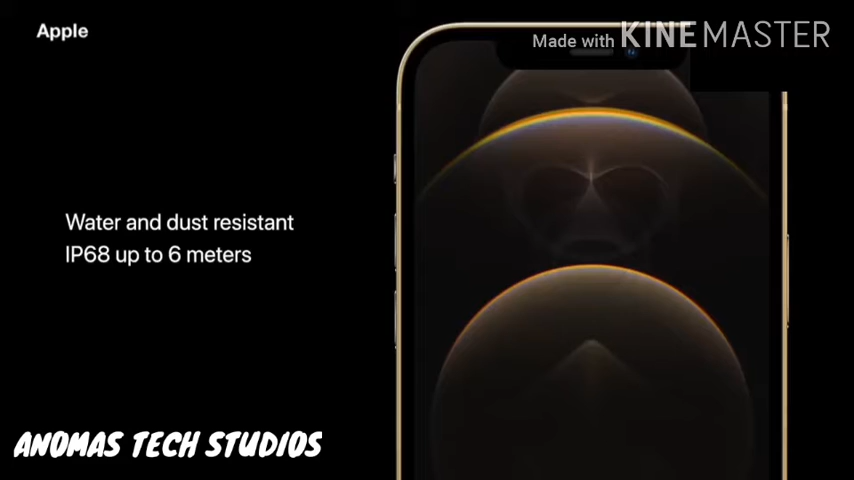 Apple
Made with KINEMASTER
Water and dust resistant
IP68 up to 6 meters
ANOMAS TECH STUDIOS